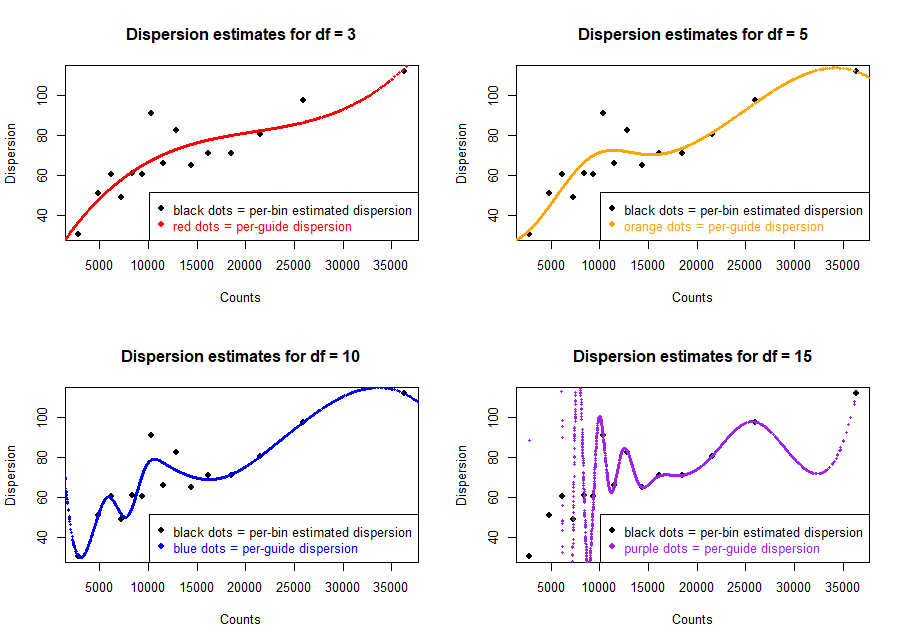 Dispersion estimates for df = 3
Dispersion
40 60 80 100
black dots = per-bin estimated dispersion
red dots = per-guide dispersion
5000 10000 15000 20000 25000 30000 35000
Counts
Dispersion estimates for df = 5
Dispersion
40 60 80 100
black dots = per-bin estimated dispersion
orange dots = per-guide dispersion
5000 10000 15000 20000 25000 30000 35000
Counts
Dispersion estimates for df = 10
Dispersion
40 60 80 100
black dots = per-bin estimated dispersion
blue dots = per-guide dispersion
5000 10000 15000 20000 25000 30000 35000
Counts
Dispersion estimates for df = 15
Dispersion
40 60 80 100
black dots = per-bin estimated dispersion
purple dots = per-guide dispersion
5000 10000 15000 20000 25000 30000 35000
Counts